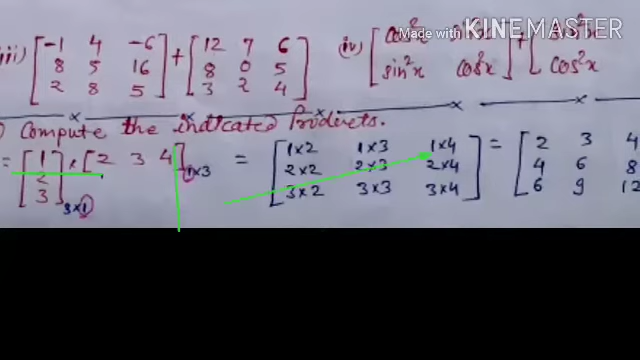 iii) [-1 4 -6 + [12 7 6 iv) [cos²x + [
8 5 16 8 0 5 sin²x cos²x cos²x
2 8 5] 3 2 4]
Made with KINEMASTER
Compute the indicated Products.
= [1 × [2 3 4] 1×3 = [1×2 1×3 1×4 = [2 3 4
2 2×2 2×3 2×4 4 6 8
3] 3×1 3×2 3×3 3×4] 6 9 12